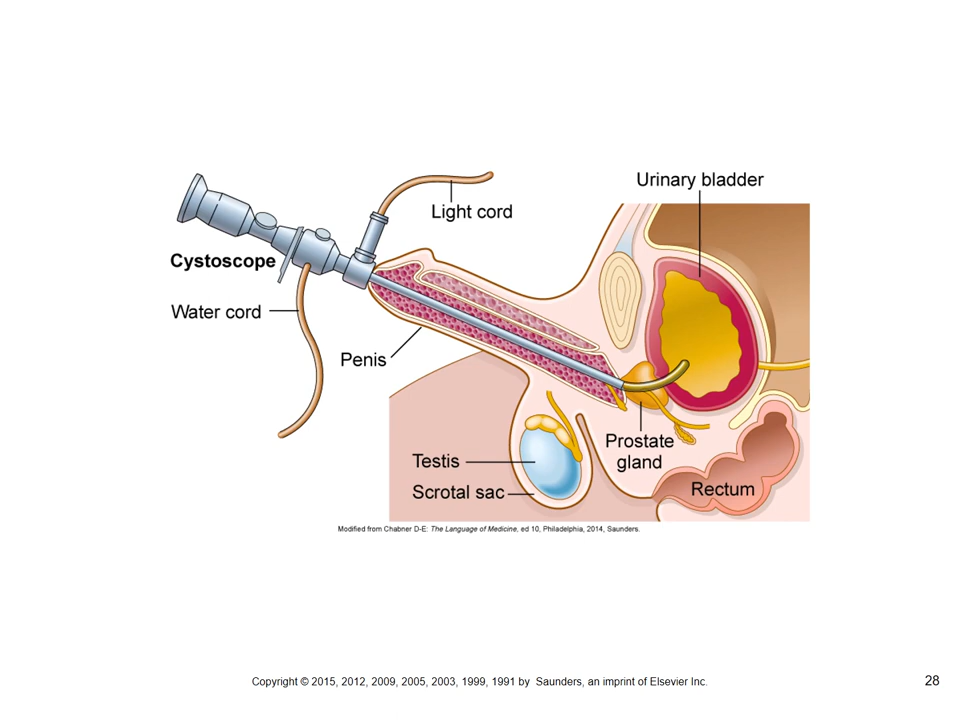 Urinary bladder
Light cord
Cystoscope
Water cord
Penis
Prostate
gland
Testis
Scrotal sac
Rectum
Modified from Chabner D-E: The Language of Medicine, ed 10, Philadelphia, 2014, Saunders.
Copyright © 2015, 2012, 2009, 2005, 2003, 1999, 1991 by Saunders, an imprint of Elsevier Inc.
28